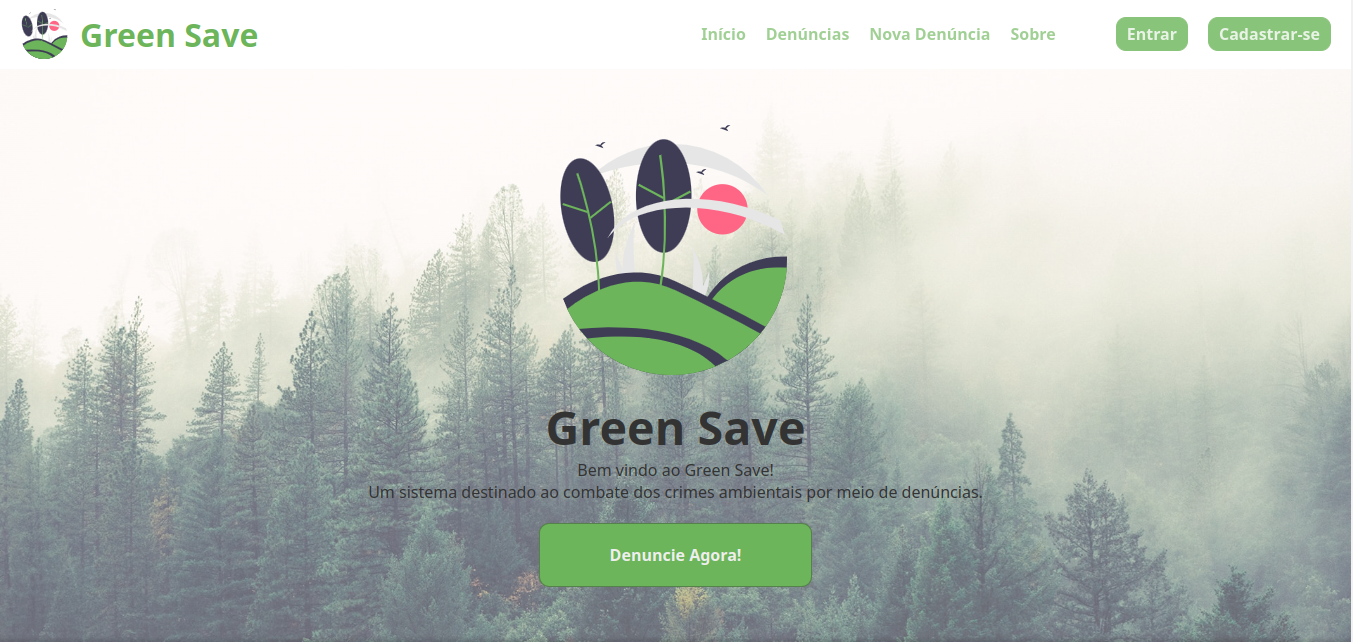 Green Save
Início Denúncias Nova Denúncia Sobre Entrar Cadastrar-se
Green Save
Bem vindo ao Green Save!
Um sistema destinado ao combate dos crimes ambientais por meio de denúncias.
Denuncie Agora!